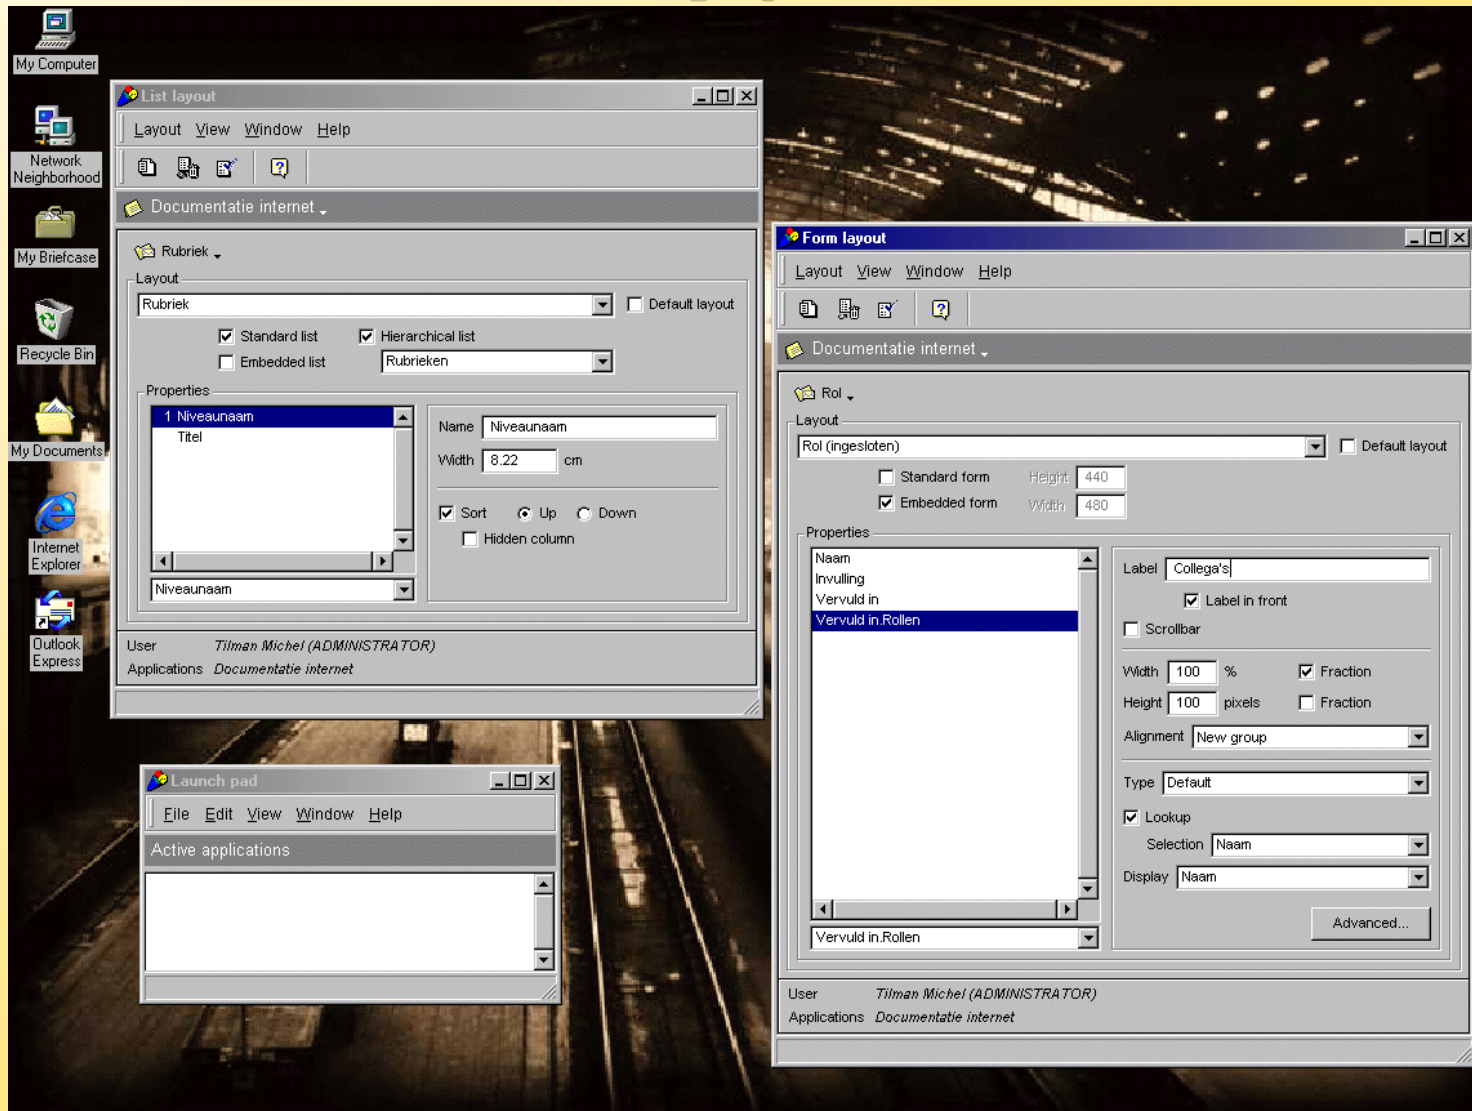 My Computer
Network
Neighborhood
My Briefcase
Recycle Bin
My Documents
Internet
Explorer
Outlook
Express
List layout
Layout View Window Help
Documentatie internet
Rubriek
Layout
Rubriek
Default layout
Standard list
Hierarchical list
Embedded list
Rubrieken
Properties
1 Niveaunaam
Titel
Niveaunaam
Name Niveaunaam
Width 8.22 cm
Sort Up Down
Hidden column
User Tilman Michel (ADMINISTRATOR)
Applications Documentatie internet
Launch pad
File Edit View Window Help
Active applications
Form layout
Layout View Window Help
Documentatie internet
Rol
Layout
Rol (ingesloten)
Default layout
Standard form Height 440
Embedded form Width 480
Properties
Naam
Invulling
Vervuld in
Vervuld in.Rollen
Vervuld in.Rollen
Label Collega's
Label in front
Scrollbar
Width 100 % Fraction
Height 100 pixels Fraction
Alignment New group
Type Default
Lookup
Selection Naam
Display Naam
Advanced...
User Tilman Michel (ADMINISTRATOR)
Applications Documentatie internet